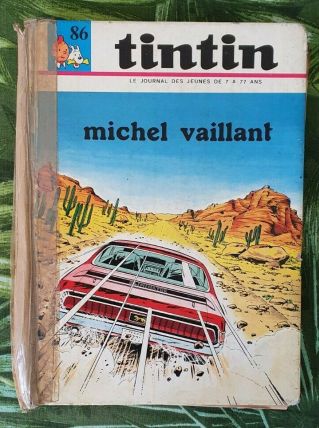 86
tintin
LE JOURNAL DES JEUNES DE 7 A 77 ANS
michel vaillant